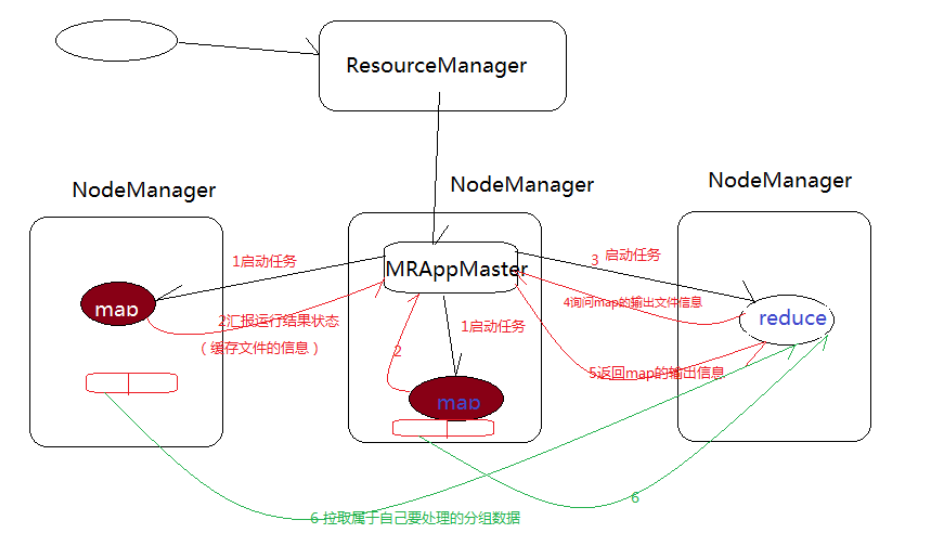 ResourceManager
NodeManager
NodeManager
NodeManager
1启动任务
MRAppMaster
3 启动任务
map
2汇报运行结果状态
（缓存文件的信息）
4询问map的输出文件信息
reduce
1启动任务
2
5返回map的输出信息
map
6
6 拉取属于自己要处理的分组数据